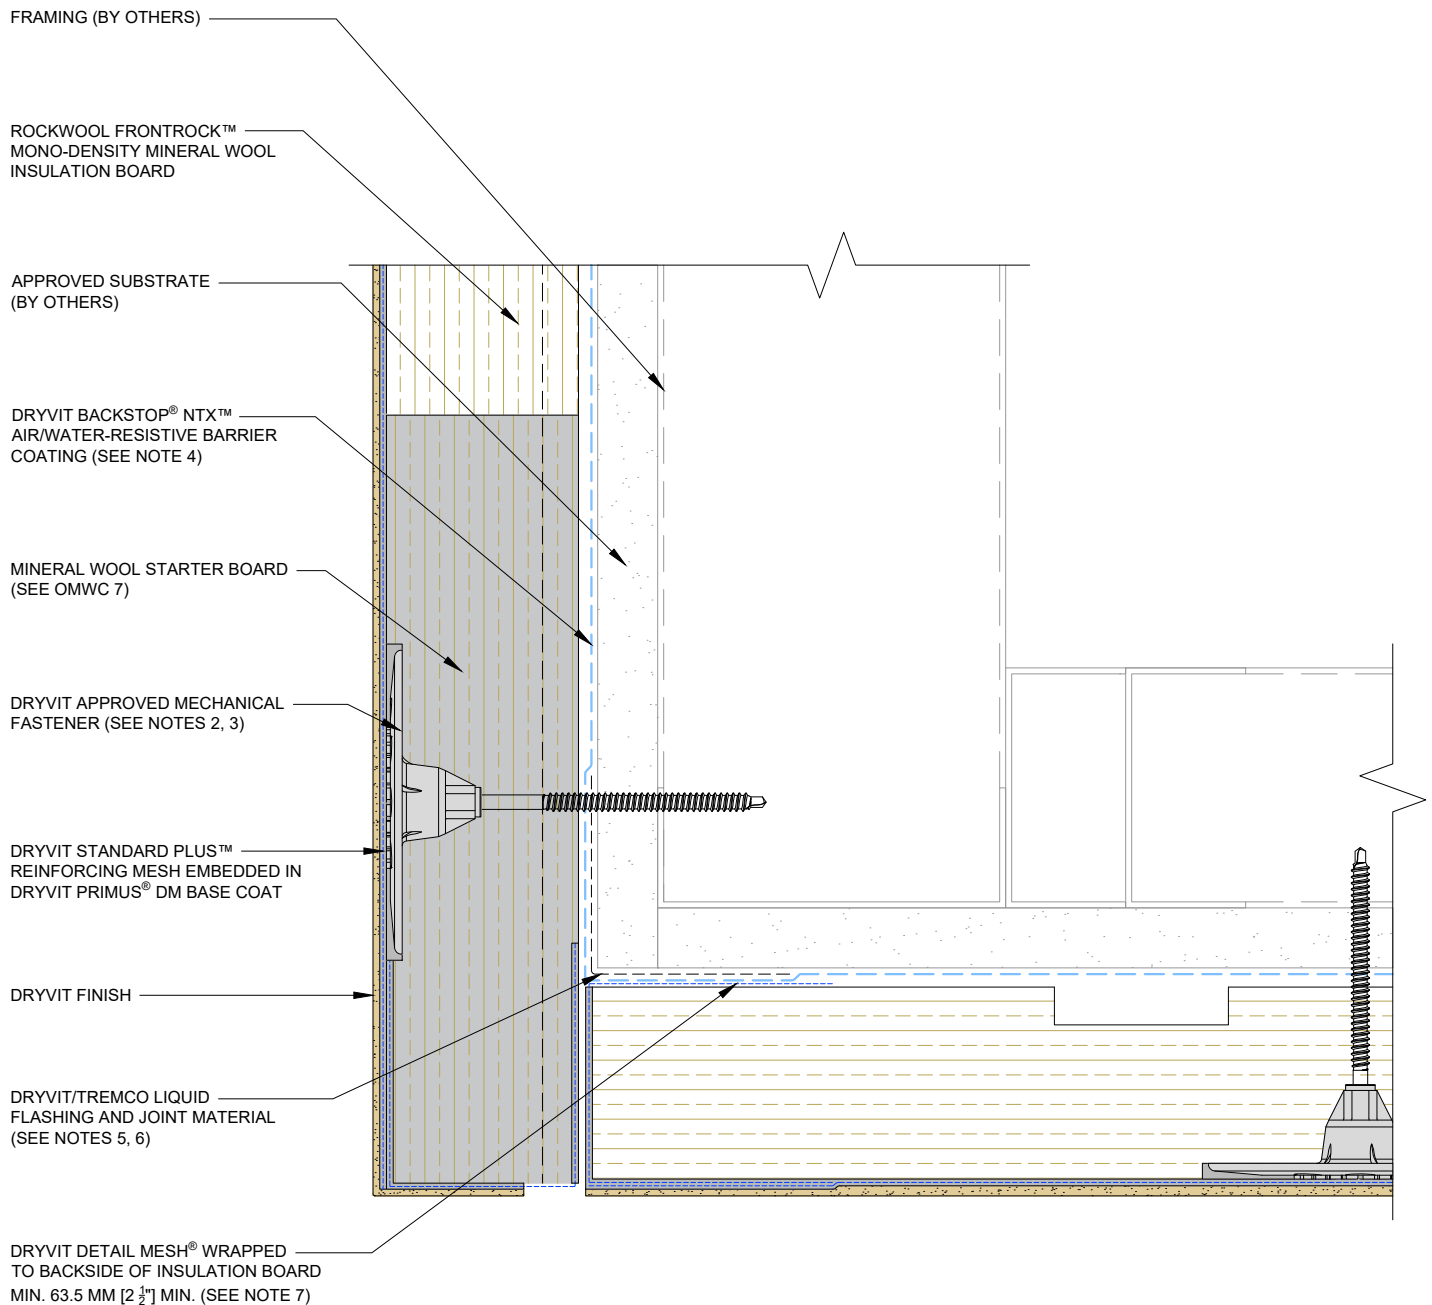 FRAMING (BY OTHERS)
ROCKWOOL FRONTROCK™
MONO-DENSITY MINERAL WOOL
INSULATION BOARD
APPROVED SUBSTRATE
(BY OTHERS)
DRYVIT BACKSTOP® NTX™
AIR/WATER-RESISTIVE BARRIER
COATING (SEE NOTE 4)
MINERAL WOOL STARTER BOARD
(SEE OMWC 7)
DRYVIT APPROVED MECHANICAL
FASTENER (SEE NOTES 2, 3)
DRYVIT STANDARD PLUS™
REINFORCING MESH EMBEDDED IN
DRYVIT PRIMUS® DM BASE COAT
DRYVIT FINISH
DRYVIT/TREMCO LIQUID
FLASHING AND JOINT MATERIAL
(SEE NOTES 5, 6)
DRYVIT DETAIL MESH® WRAPPED
TO BACKSIDE OF INSULATION BOARD
MIN. 63.5 MM [2 ½"] MIN. (SEE NOTE 7)